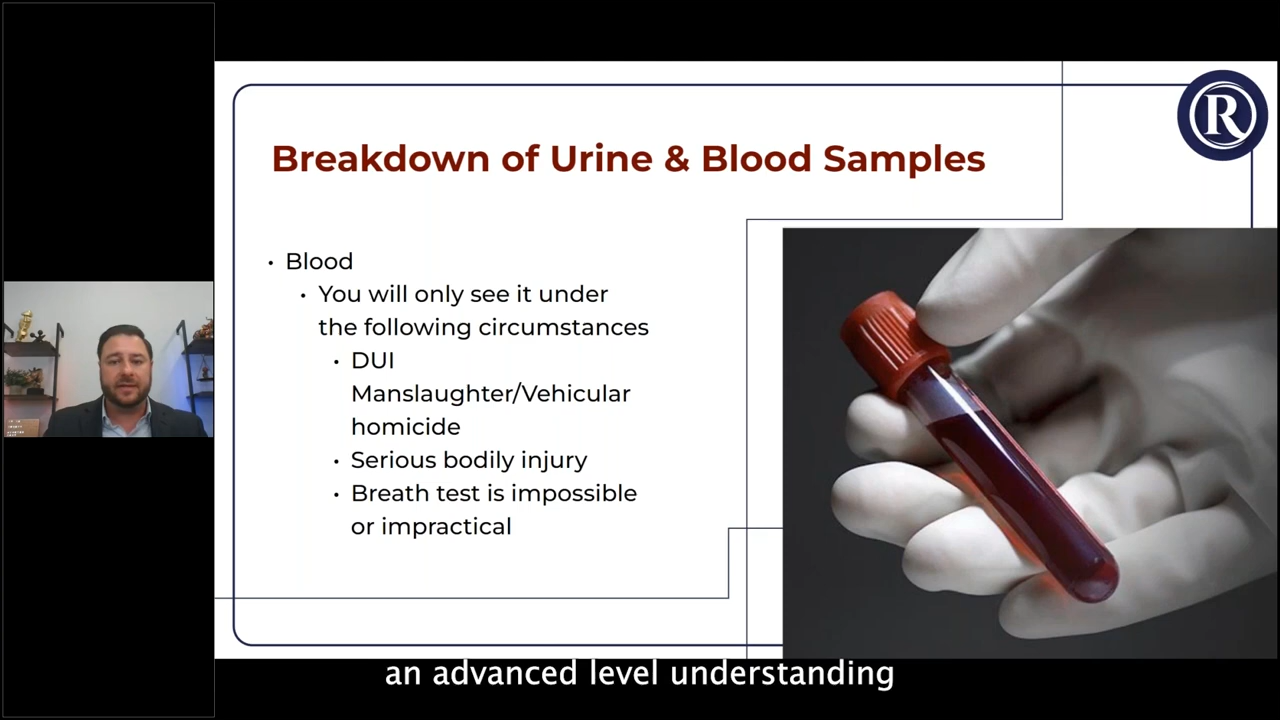 Breakdown of Urine & Blood Samples
R
• Blood
• You will only see it under
the following circumstances
• DUI
Manslaughter/Vehicular
homicide
• Serious bodily injury
• Breath test is impossible
or impractical
an advanced level understanding